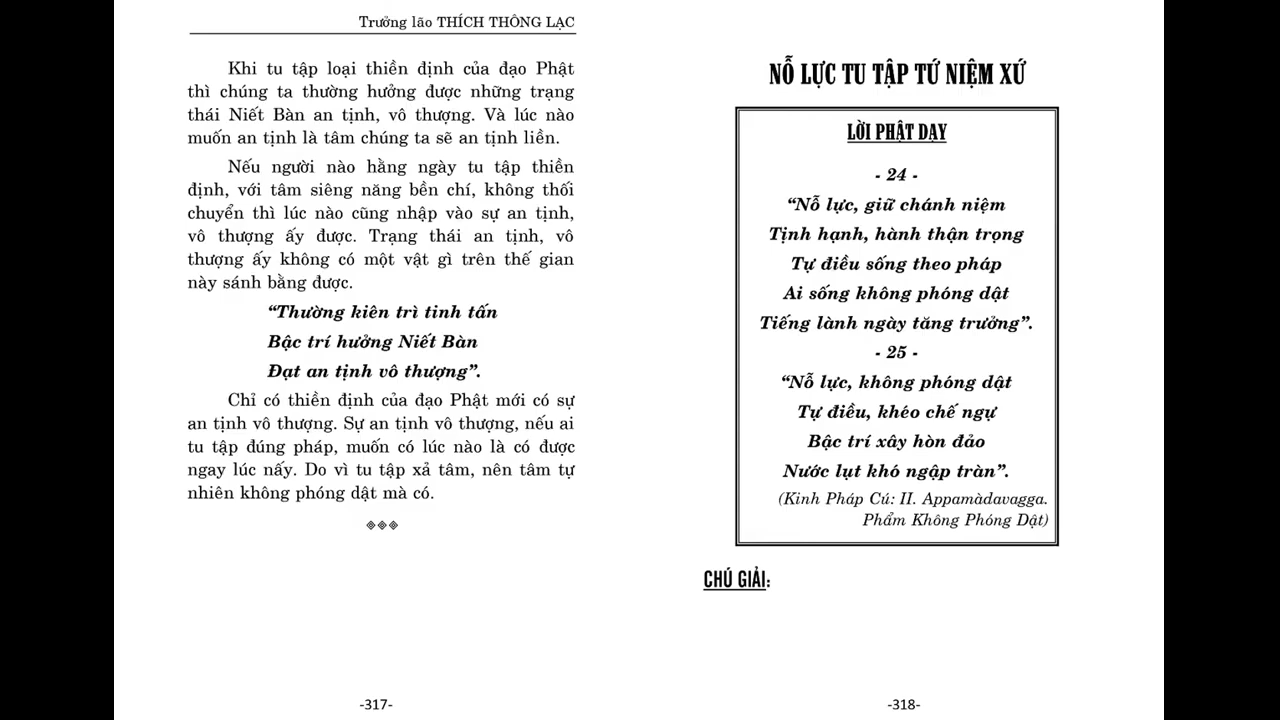 Trưởng lão THÍCH THÔNG LẠC
Khi tu tập loại thiền định của đạo Phật
thì chúng ta thường hưởng được những trạng
thái Niết Bàn an tịnh, vô thượng. Và lúc nào
muốn an tịnh là tâm chúng ta sẽ an tịnh liền.
Nếu người nào hằng ngày tu tập thiền
định, với tâm siêng năng bền chí, không thối
chuyển thì lúc nào cũng nhập vào sự an tịnh,
vô thượng ấy được. Trạng thái an tịnh, vô
thượng ấy không có một vật gì trên thế gian
này sánh bằng được.
“Thường kiên trì tinh tấn
Bậc trí hưởng Niết Bàn
Đạt an tịnh vô thượng”.
Chỉ có thiền định của đạo Phật mới có sự
an tịnh vô thượng. Sự an tịnh vô thượng, nếu ai
tu tập đúng pháp, muốn có lúc nào là có được
ngay lúc nấy. Do vì tu tập xả tâm, nên tâm tự
nhiên không phóng dật mà có.
-317-
NỖ LỰC TU TẬP TỨ NIỆM XỨ
LỜI PHẬT DẠY
- 24 -
“Nỗ lực, giữ chánh niệm
Tịnh hạnh, hành thận trọng
Tự điều sống theo pháp
Ai sống không phóng dật
Tiếng lành ngày tăng trưởng”.
- 25 -
“Nỗ lực, không phóng dật
Tự điều, khéo chế ngự
Bậc trí xây hòn đảo
Nước lụt khó ngập tràn”.
(Kinh Pháp Cú: II. Appamàdavagga.
Phẩm Không Phóng Dật)
CHÚ GIẢI:
-318-